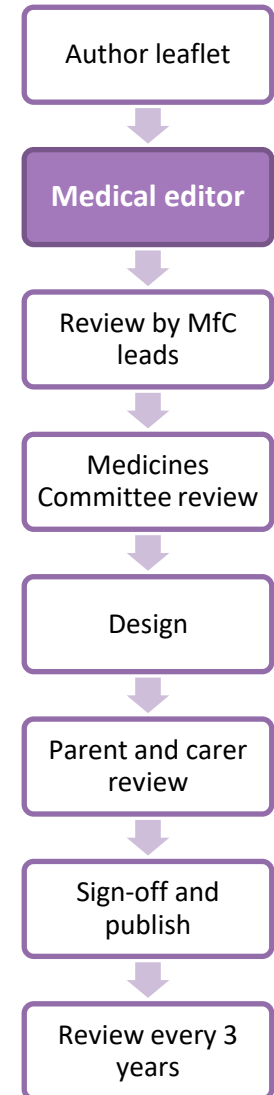 Author leaflet
Medical editor
Review by MfC
leads
Medicines
Committee review
Design
Parent and carer
review
Sign-off and
publish
Review every 3
years